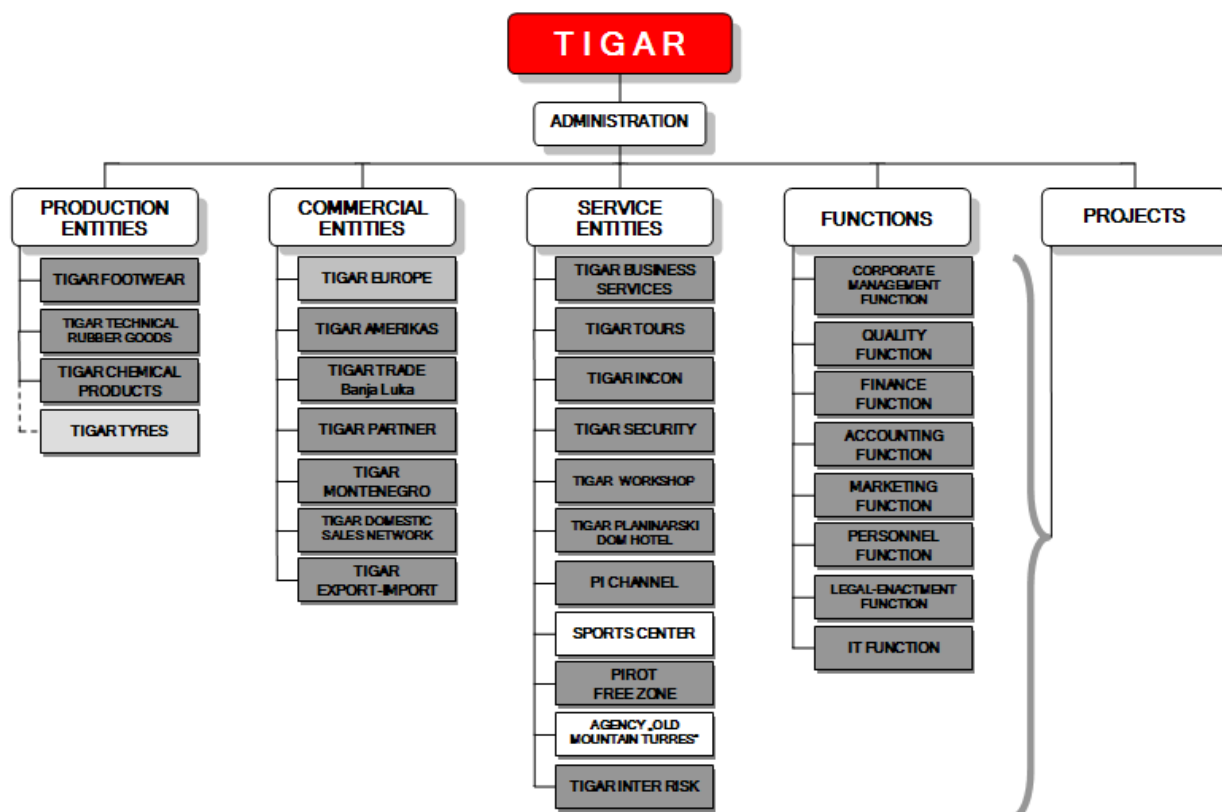 TIGAR
ADMINISTRATION
PRODUCTION
ENTITIES
TIGAR FOOTWEAR
TIGAR TECHNICAL
RUBBER GOODS
TIGAR CHEMICAL
PRODUCTS
TIGAR TYRES
COMMERCIAL
ENTITIES
TIGAR EUROPE
TIGAR AMERIKAS
TIGAR TRADE
Banja Luka
TIGAR PARTNER
TIGAR
MONTENEGRO
TIGAR DOMESTIC
SALES NETWORK
TIGAR
EXPORT-IMPORT
SERVICE
ENTITIES
TIGAR BUSINESS
SERVICES
TIGAR TOURS
TIGAR INCON
TIGAR SECURITY
TIGAR WORKSHOP
TIGAR PLANINARSKI
DOM HOTEL
PI CHANNEL
SPORTS CENTER
PIROT
FREE ZONE
AGENCY „OLD
MOUNTAIN TURRES“
TIGAR INTER RISK
FUNCTIONS
CORPORATE
MANAGEMENT
FUNCTION
QUALITY
FUNCTION
FINANCE
FUNCTION
ACCOUNTING
FUNCTION
MARKETING
FUNCTION
PERSONNEL
FUNCTION
LEGAL-ENACTMENT
FUNCTION
IT FUNCTION
PROJECTS